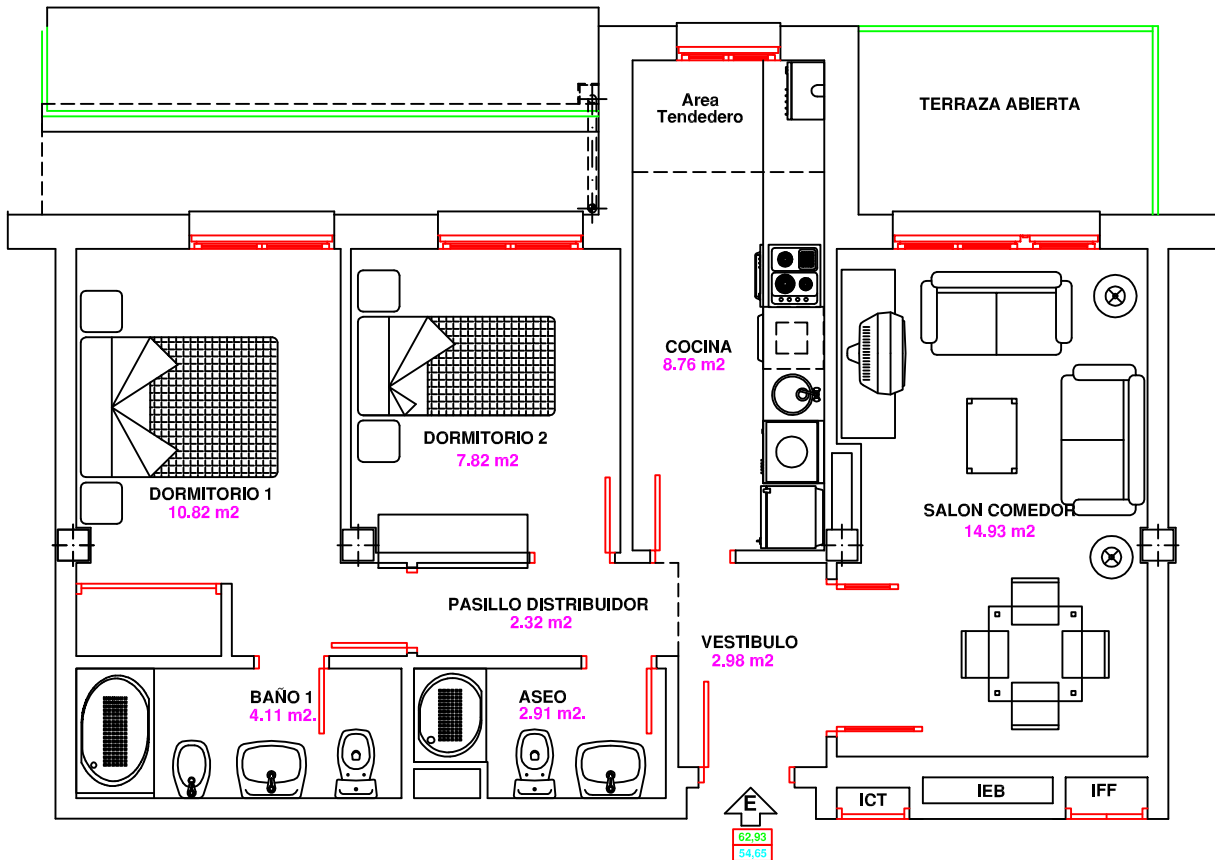 Area
Tendedero
TERRAZA ABIERTA
COCINA
8.76 m2
DORMITORIO 2
7.82 m2
DORMITORIO 1
10.82 m2
SALON COMEDOR
14.93 m2
PASILLO DISTRIBUIDOR
2.32 m2
VESTIBULO
2.98 m2
BAÑO 1
4.11 m2.
ASEO
2.91 m2.
ICT
IEB
IFF
E
62,93
54,65